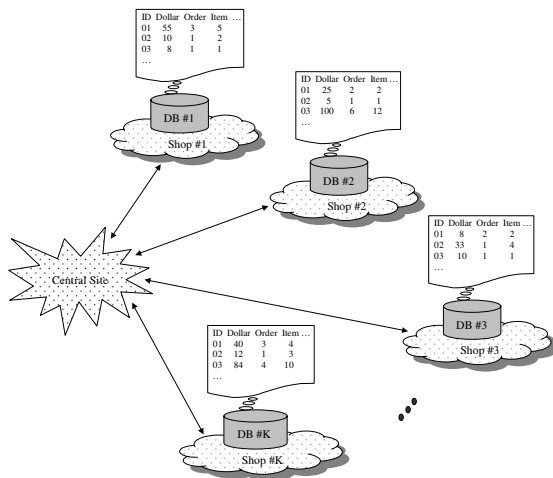 ID Dollar Order Item
01 55 3 5
02 10 1 2
03 8 1 1
…
DB #1
Shop #1
ID Dollar Order Item …
01 25 2 2
02 5 1 1
03 100 6 12
…
DB #2
Shop #2
ID Dollar Order Item …
01 8 2 2
02 33 1 4
03 10 1 1
…
DB #3
Shop #3
Central Site
ID Dollar Order Item …
01 40 3 4
02 12 1 3
03 84 4 10
…
DB #K
Shop #K